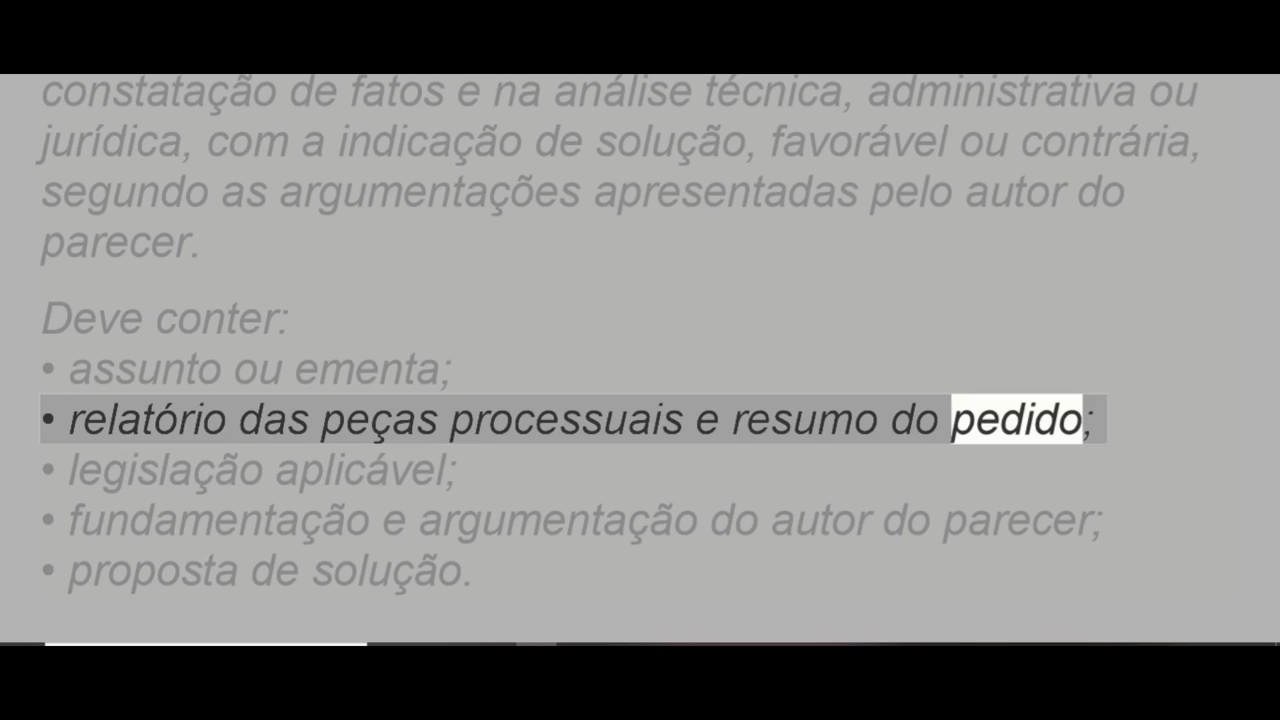 constatação de fatos e na análise técnica, administrativa ou
jurídica, com a indicação de solução, favorável ou contrária,
segundo as argumentações apresentadas pelo autor do
parecer.
Deve conter:
• assunto ou ementa;
• relatório das peças processuais e resumo do pedido;
• legislação aplicável;
• fundamentação e argumentação do autor do parecer;
• proposta de solução.